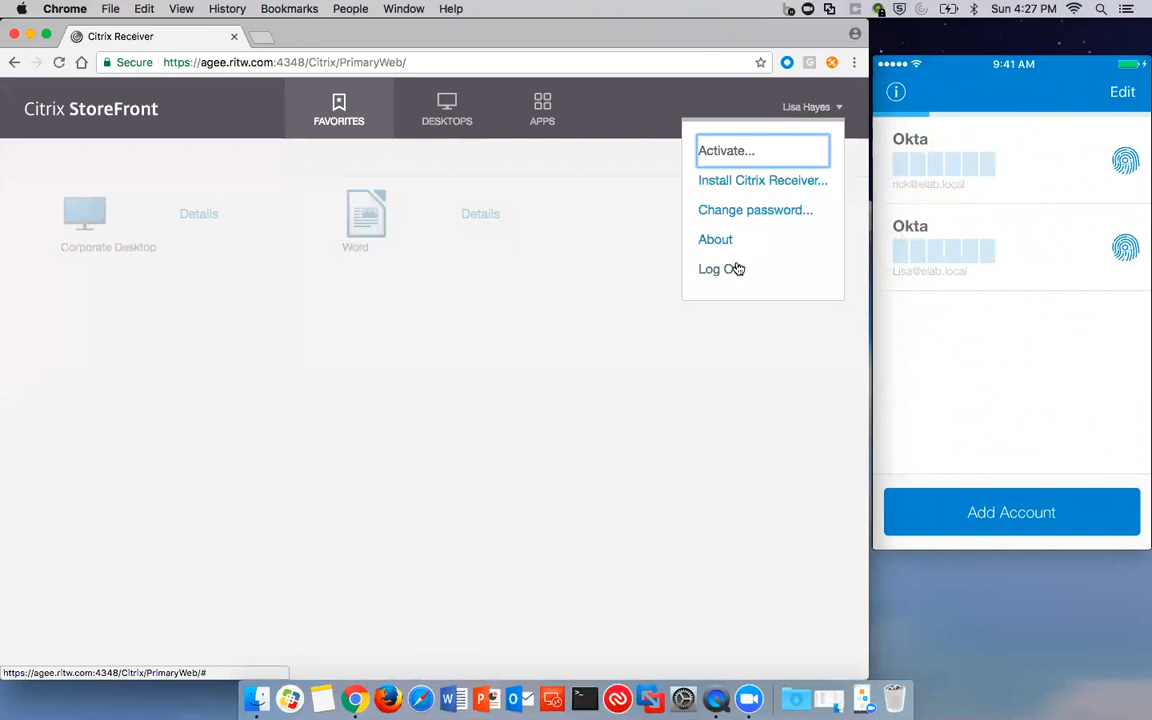 Chrome File Edit View History Bookmarks People Window Help
Sun 4:27 PM
Citrix Receiver
Secure https://agee.ritw.com:4348/Citrix/PrimaryWeb/
Citrix StoreFront
FAVORITES
DESKTOPS
APPS
Lisa Hayes
Activate...
Install Citrix Receiver...
Change password...
About
Log
Corporate Desktop
Details
Word
Details
https://agee.ritw.com:4348/Citrix/PrimaryWeb/#
9:41 AM
Edit
Okta
rick@elab.local
Okta
Lisa@elab.local
Add Account